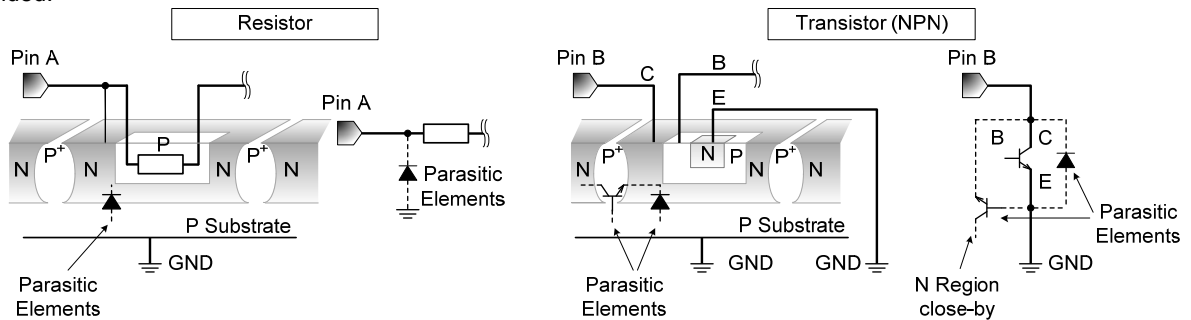 Resistor
Pin A
N
P+
N
P
N
P+
N
P Substrate
GND
Parasitic
Elements
Pin A
Parasitic
Elements
Transistor (NPN)
Pin B
C
B
E
N
P+
N
N
P
N
P+
N
P Substrate
GND
GND
Parasitic
Elements
Pin B
B
C
E
Parasitic
Elements
GND
N Region
close-by